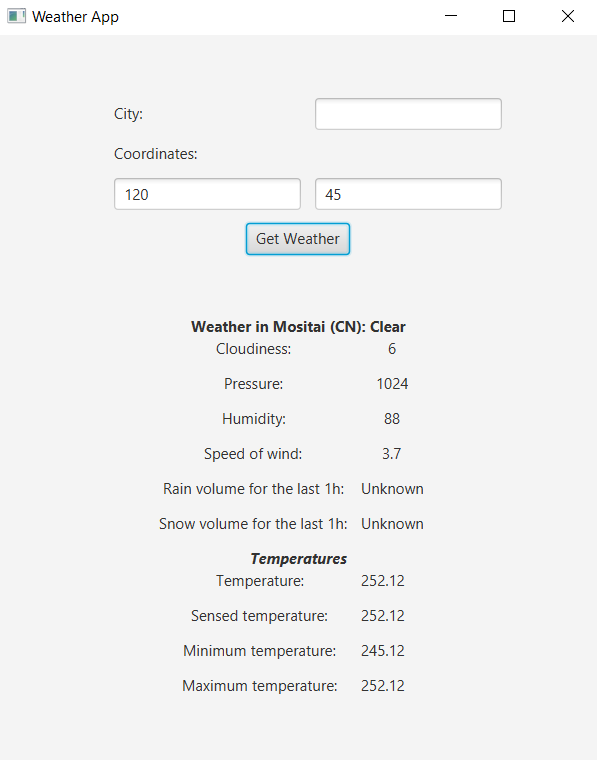 Weather App
City:
Coordinates:
120 45
Get Weather
Weather in Mositai (CN): Clear
Cloudiness: 6
Pressure: 1024
Humidity: 88
Speed of wind: 3.7
Rain volume for the last 1h: Unknown
Snow volume for the last 1h: Unknown
Temperatures
Temperature: 252.12
Sensed temperature: 252.12
Minimum temperature: 245.12
Maximum temperature: 252.12